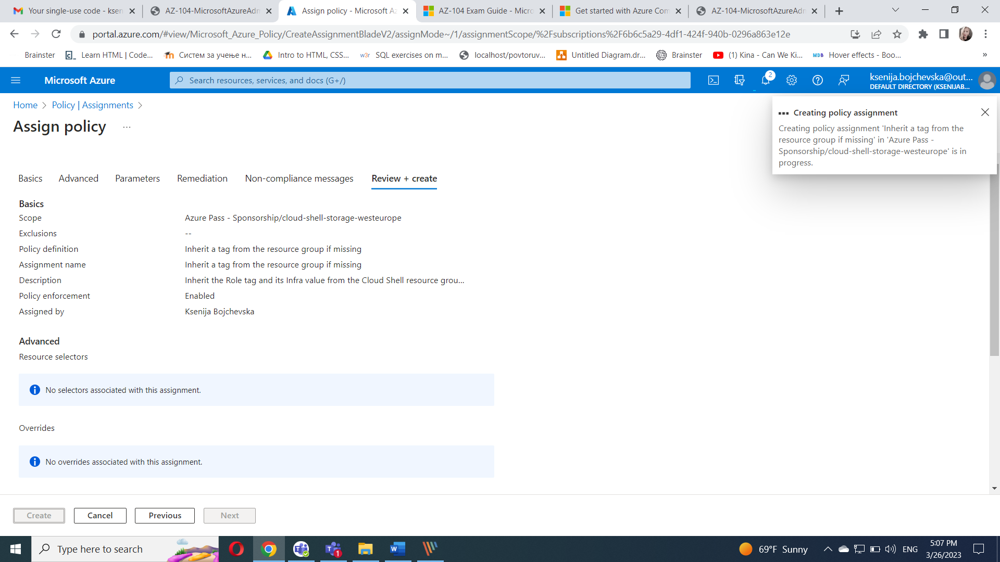 Your single-use code - ksen
AZ-104-MicrosoftAzureAdm
Assign policy - Microsoft Az
AZ-104 Exam Guide - Micro
Get started with Azure Com
AZ-104-MicrosoftAzureAdn
portal.azure.com/#view/Microsoft_Azure_Policy/CreateAssignmentBladeV2/assignMode~/1/assignmentScope/%2Fsubscriptions%2F6b6c5a29-4df1-424f-940b-0296a863e12e
Brainster
Learn HTML | Code...
Систем за учење н...
Intro to HTML, CSS...
w3r SQL exercises on m...
localhost/povtoruv...
Untitled Diagram.dr...
Brainster
(1) Kina - Can We Ki...
MDB Hover effects - Boo...
»
Microsoft Azure
Search resources, services, and docs (G+/)
2
ksenija.bojchevska@out...
DEFAULT DIRECTORY (KSENIJAB...
Home > Policy | Assignments >
Assign policy ...
Creating policy assignment
Creating policy assignment 'Inherit a tag from the
resource group if missing' in 'Azure Pass -
Sponsorship/cloud-shell-storage-westeurope' is in
progress.
Basics Advanced Parameters Remediation Non-compliance messages Review + create
Basics
Scope Azure Pass - Sponsorship/cloud-shell-storage-westeurope
Exclusions --
Policy definition Inherit a tag from the resource group if missing
Assignment name Inherit a tag from the resource group if missing
Description Inherit the Role tag and its Infra value from the Cloud Shell resource grou...
Policy enforcement Enabled
Assigned by Ksenija Bojchevska
Advanced
Resource selectors
No selectors associated with this assignment.
Overrides
No overrides associated with this assignment.
Create Cancel Previous Next
Type here to search
1
69°F Sunny
ENG
5:07 PM
3/26/2023